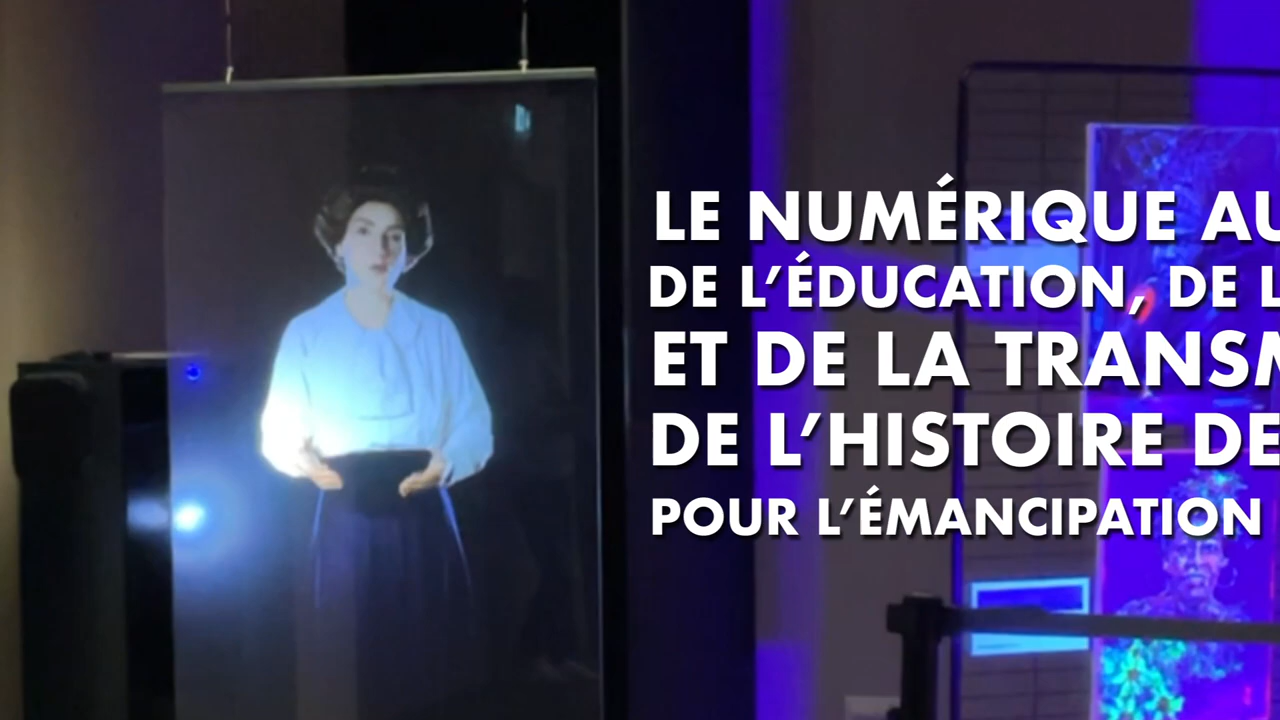 LE NUMÉRIQUE AU
DE L'ÉDUCATION, DE L
ET DE LA TRANSM
DE L'HISTOIRE DE
POUR L'ÉMANCIPATION